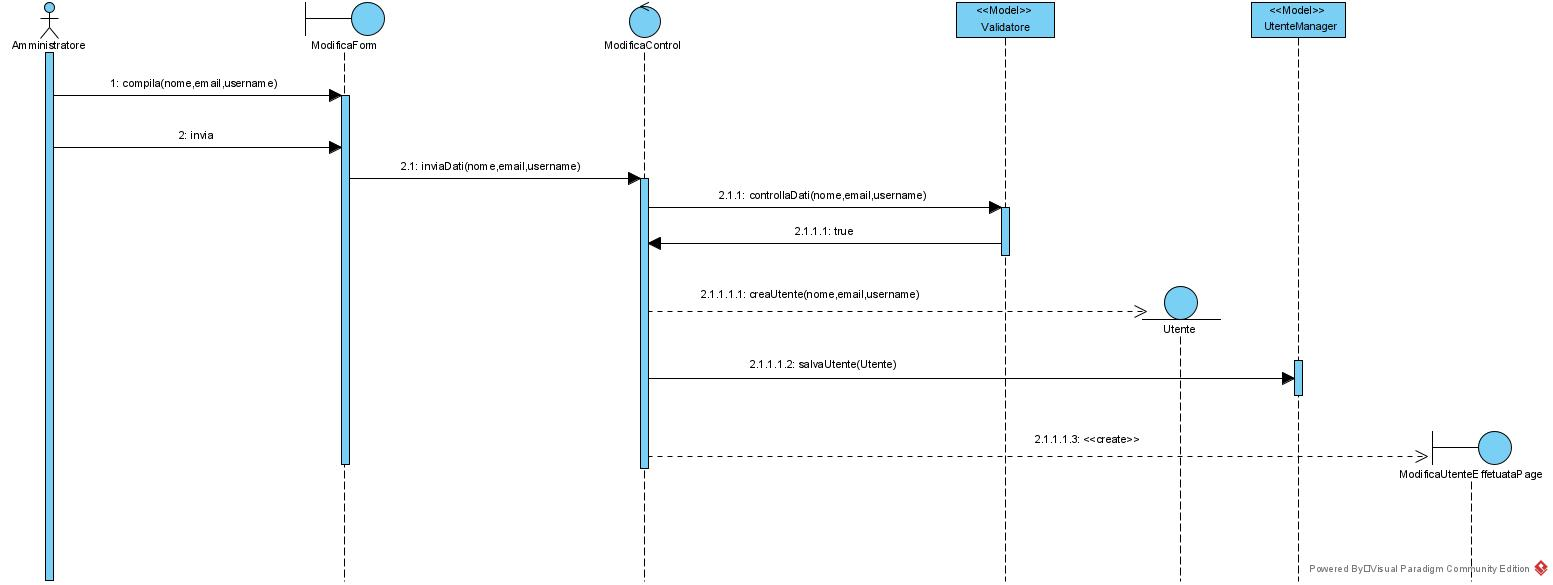 <<Model>>
<<Model>>
Validatore
UtenteManager
Amministratore
ModificaForm
ModificaControl
1: compila(nome,email,username)
2: invia
2.1: inviaDati(nome,email,username)
2.1.1: controllaDati(nome,email,username)
2.1.1.1: true
2.1.1.1.1: creaUtente(nome,email,username)
Utente
2.1.1.1.2: salvaUtente(Utente)
2.1.1.1.3: <<create>>
ModificaUtenteEffetuataPage
Powered By Visual Paradigm Community Edition